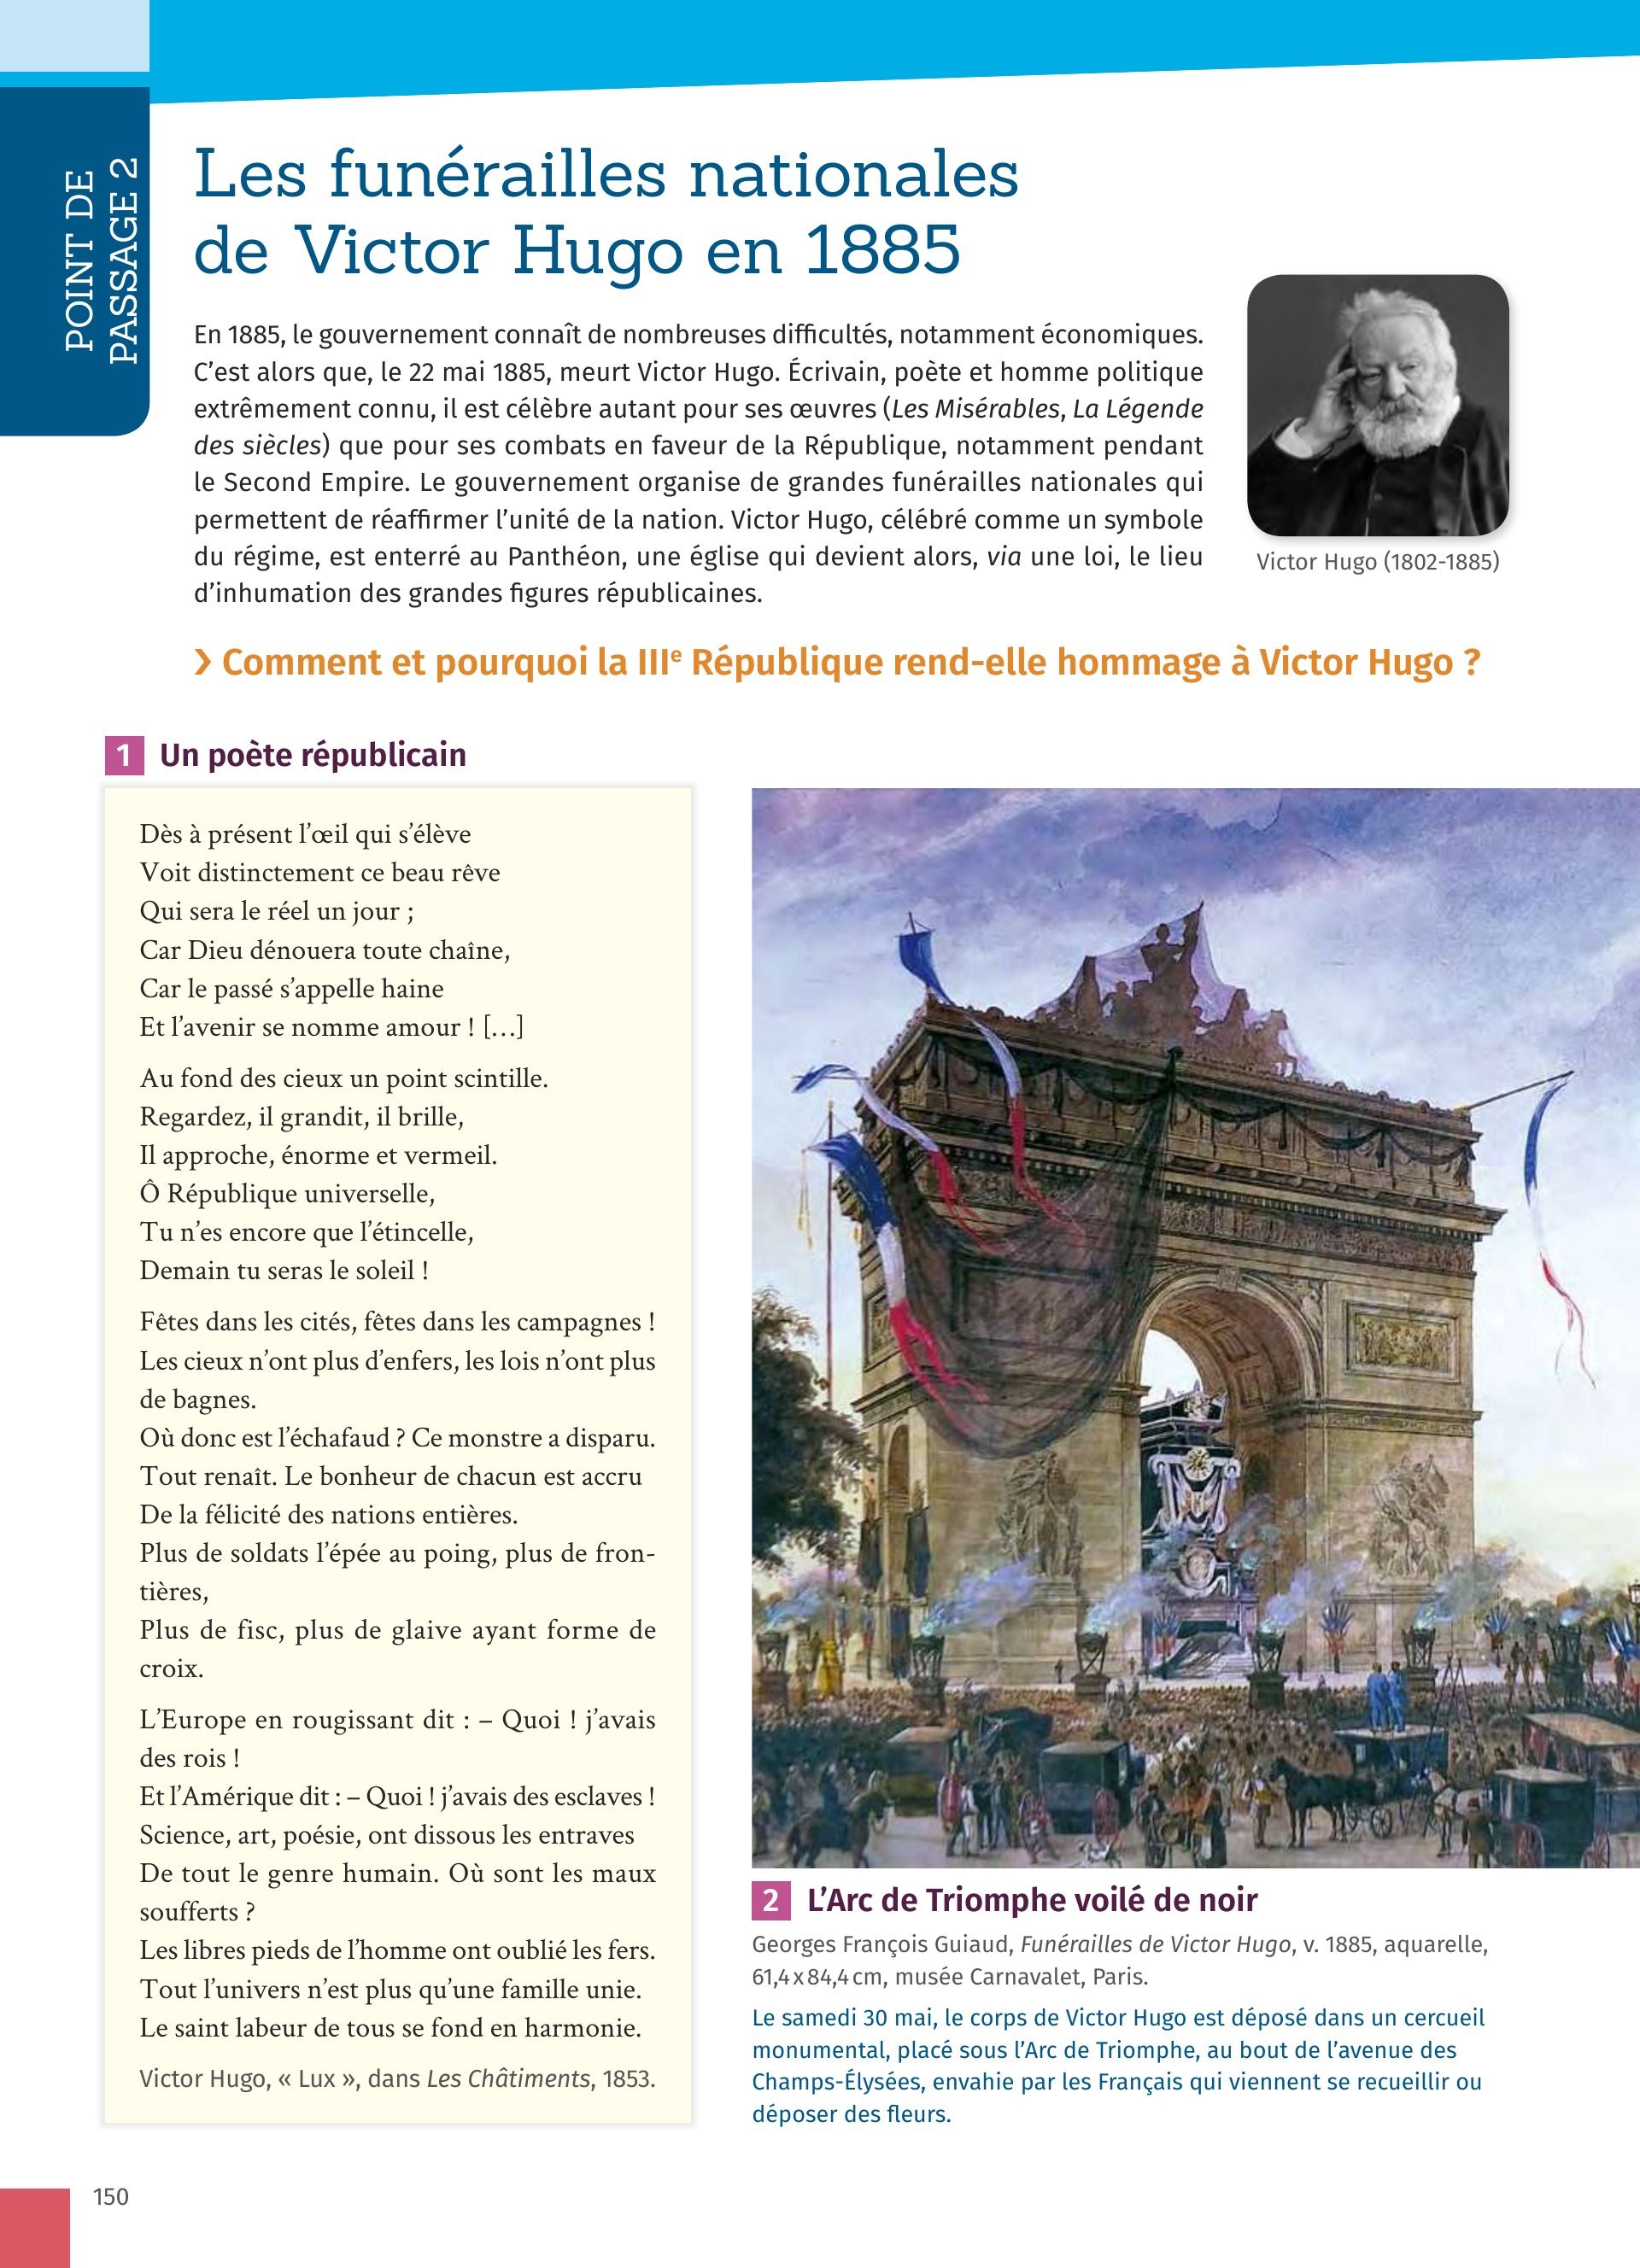 POINT DE
PASSAGE 2
Les funérailles nationales
de Victor Hugo en 1885
En 1885, le gouvernement connaît de nombreuses difficultés, notamment économiques.
C’est alors que, le 22 mai 1885, meurt Victor Hugo. Écrivain, poète et homme politique
extrêmement connu, il est célèbre autant pour ses œuvres (Les Misérables, La Légende
des siècles) que pour ses combats en faveur de la République, notamment pendant
le Second Empire. Le gouvernement organise de grandes funérailles nationales qui
permettent de réaffirmer l’unité de la nation. Victor Hugo, célébré comme un symbole
du régime, est enterré au Panthéon, une église qui devient alors, via une loi, le lieu
d’inhumation des grandes figures républicaines.
Victor Hugo (1802-1885)
› Comment et pourquoi la IIIe République rend-elle hommage à Victor Hugo ?
1 Un poète républicain
Dès à présent l’œil qui s’élève
Voit distinctement ce beau rêve
Qui sera le réel un jour ;
Car Dieu dénouera toute chaîne,
Car le passé s’appelle haine
Et l’avenir se nomme amour ! […]
Au fond des cieux un point scintille.
Regardez, il grandit, il brille,
Il approche, énorme et vermeil.
Ô République universelle,
Tu n’es encore que l’étincelle,
Demain tu seras le soleil !
Fêtes dans les cités, fêtes dans les campagnes !
Les cieux n’ont plus d’enfers, les lois n’ont plus
de bagnes.
Où donc est l’échafaud ? Ce monstre a disparu.
Tout renaît. Le bonheur de chacun est accru
De la félicité des nations entières.
Plus de soldats l’épée au poing, plus de fron-
tières,
Plus de fisc, plus de glaive ayant forme de
croix.
L’Europe en rougissant dit : – Quoi ! j’avais
des rois !
Et l’Amérique dit : – Quoi ! j’avais des esclaves !
Science, art, poésie, ont dissous les entraves
De tout le genre humain. Où sont les maux
soufferts ?
Les libres pieds de l’homme ont oublié les fers.
Tout l’univers n’est plus qu’une famille unie.
Le saint labeur de tous se fond en harmonie.
Victor Hugo, « Lux », dans Les Châtiments, 1853.
2 L’Arc de Triomphe voilé de noir
Georges François Guiaud, Funérailles de Victor Hugo, v. 1885, aquarelle,
61,4 x 84,4 cm, musée Carnavalet, Paris.
Le samedi 30 mai, le corps de Victor Hugo est déposé dans un cercueil
monumental, placé sous l’Arc de Triomphe, au bout de l’avenue des
Champs-Élysées, envahie par les Français qui viennent se recueillir ou
déposer des fleurs.
150